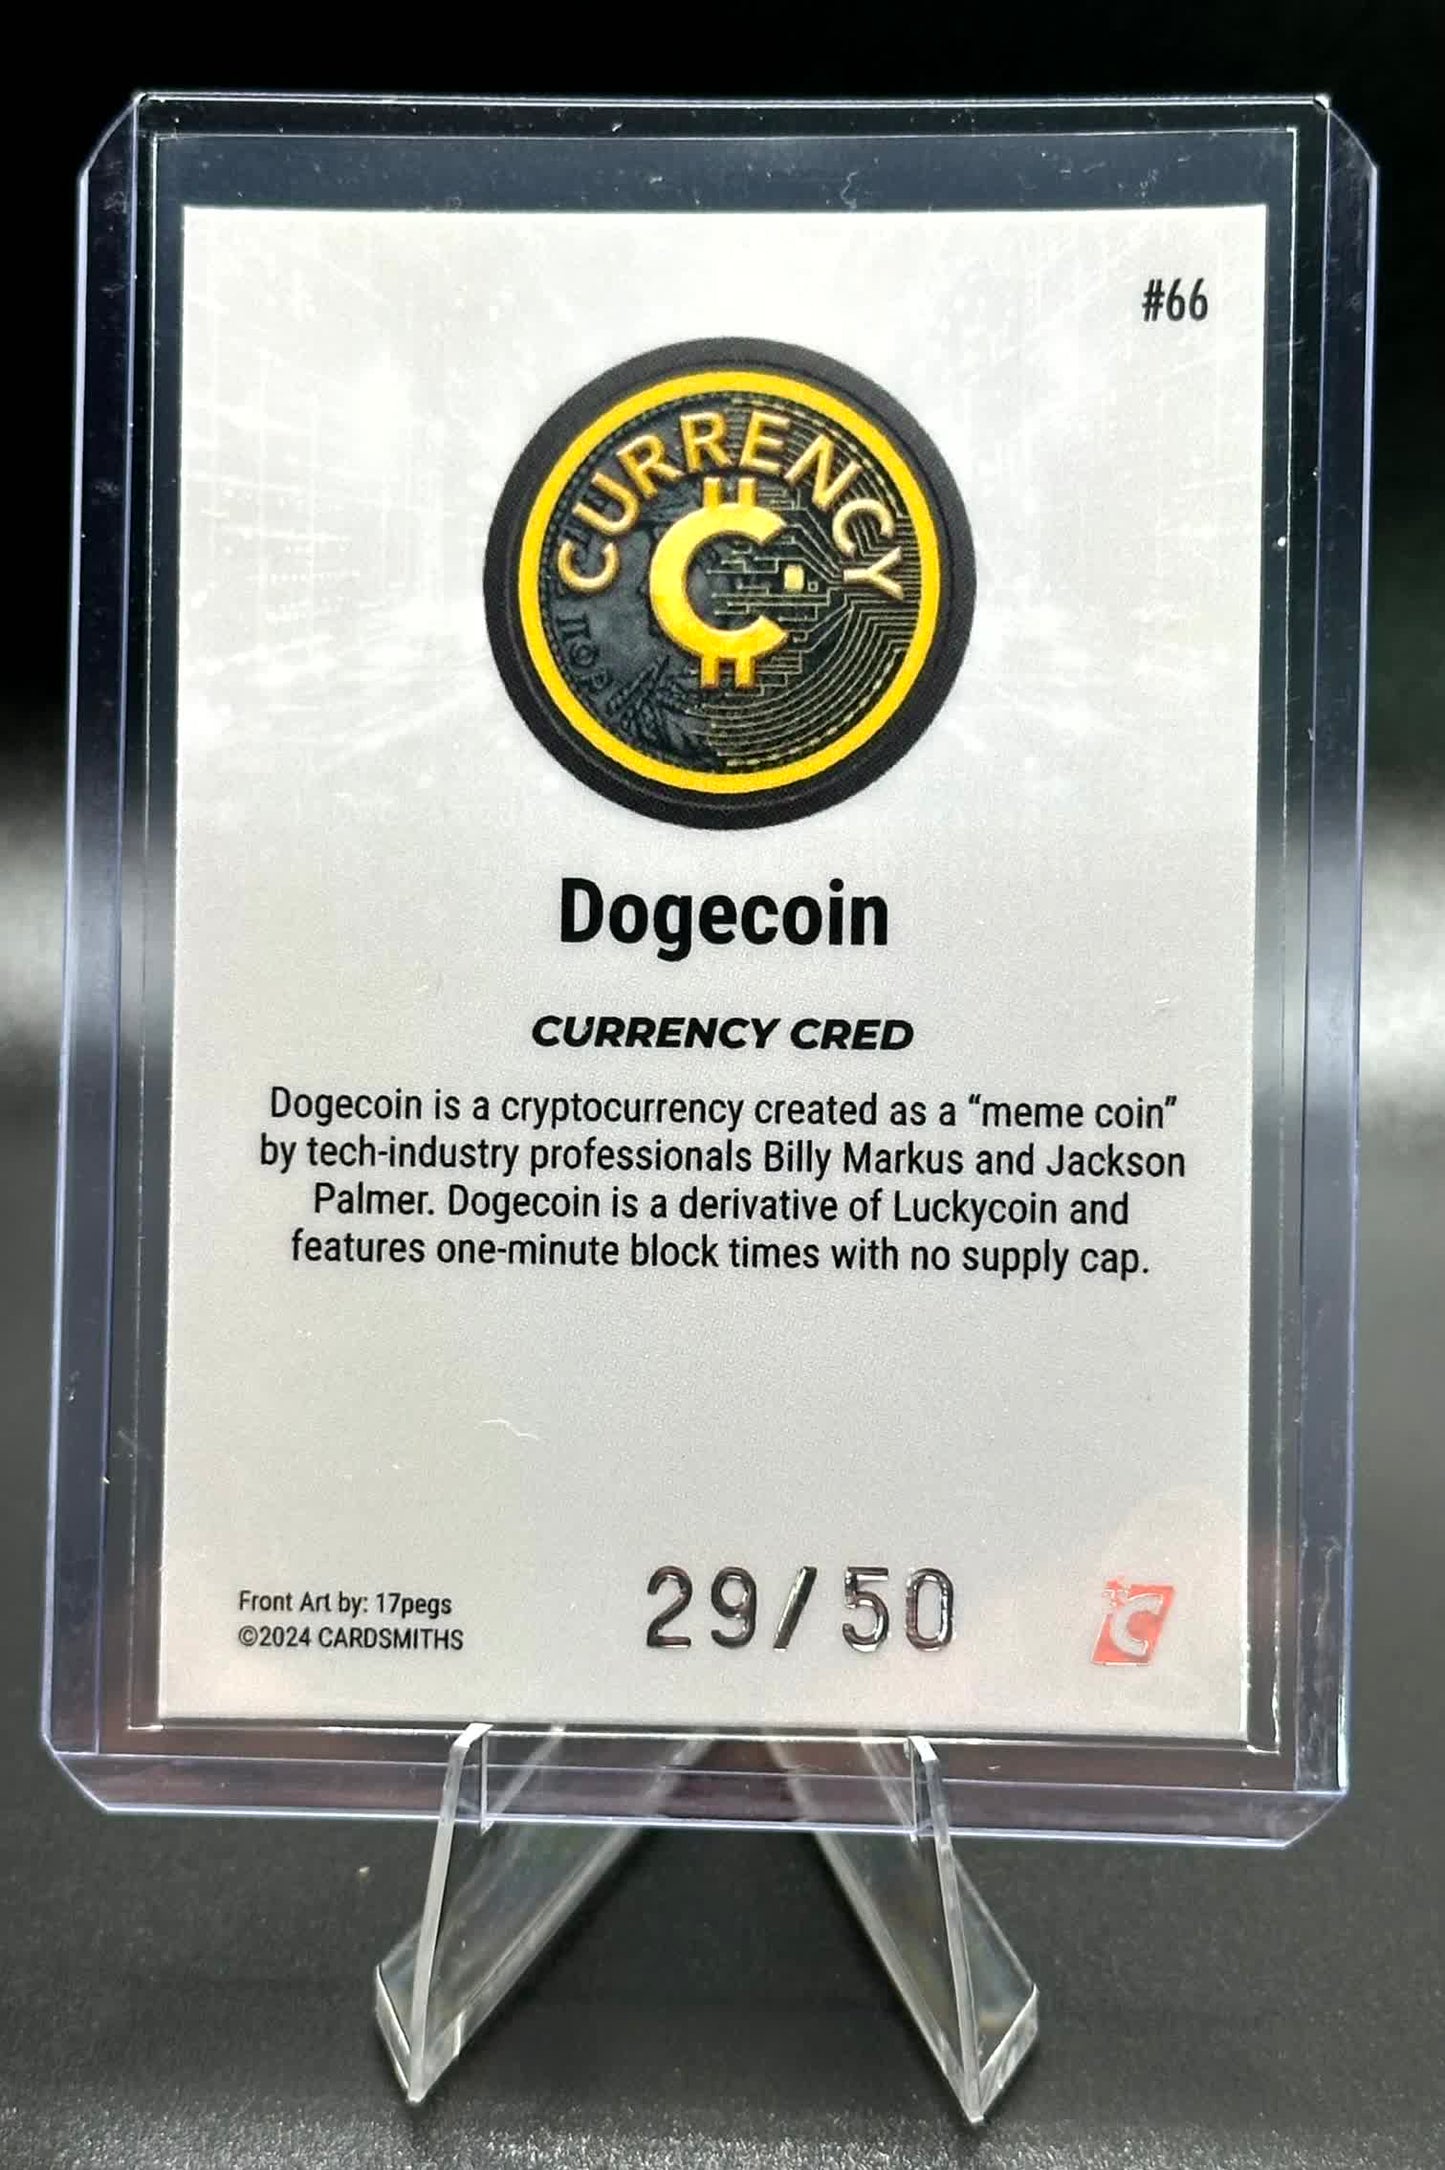 #66
CURRENCY
Dogecoin
CURRENCY CRED
Dogecoin is a cryptocurrency created as a “meme coin”
by tech-industry professionals Billy Markus and Jackson
Palmer. Dogecoin is a derivative of Luckycoin and
features one-minute block times with no supply cap.
Front Art by: 17pegs
©2024 CARDSMITHS
29/50
C